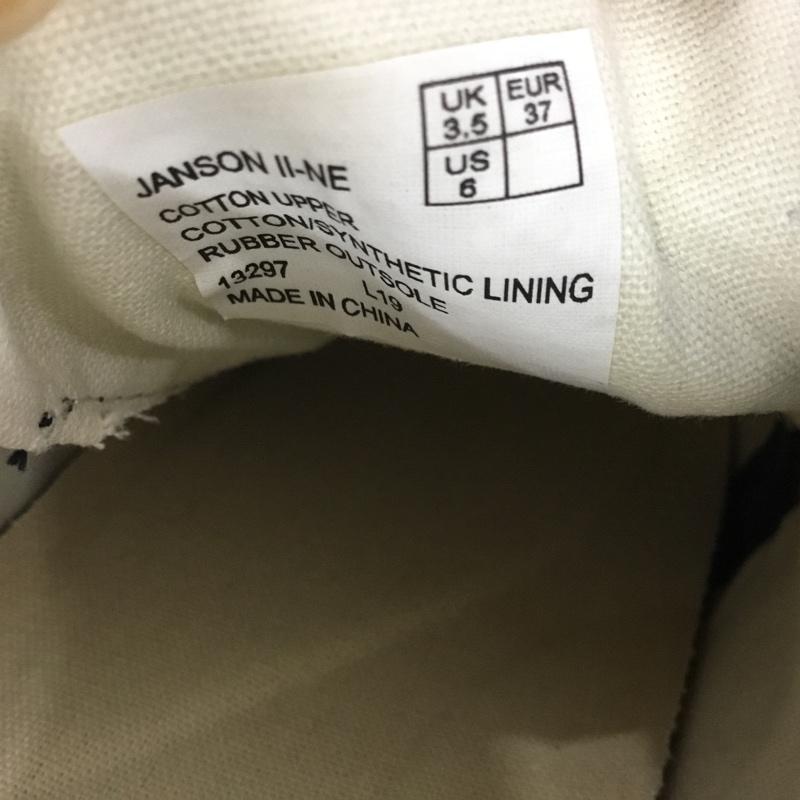 JANSON II-NE
COTTON UPPER
COTTON/SYNTHETIC LINING
RUBBER OUTSOLE
13297 L19
MADE IN CHINA
UK 3.5
EUR 37
US 6